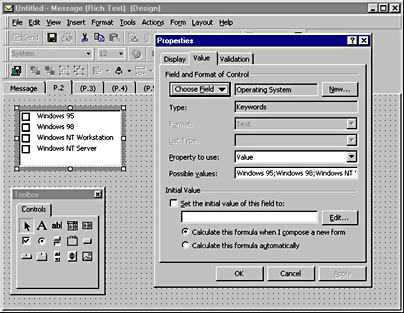 Untitled - Message (Rich Text) (Design)
File Edit View Insert Format Tools Actions Form Layout Help
Send
System 12
Message P.2 (P.3) (P.4) (P.5
Windows 95
Windows 98
Windows NT Workstation
Windows NT Server
Toolbox
Controls
A ab|
Properties
Display Value Validation
Field and Format of Control
Choose Field Operating System New...
Type: Keywords
Format: Text
List Type:
Property to use: Value
Possible values: Windows 95;Windows 98;Windows NT
Initial Value
Set the initial value of this field to:
Edit...
Calculate this formula when I compose a new form
Calculate this formula automatically
OK Cancel Apply